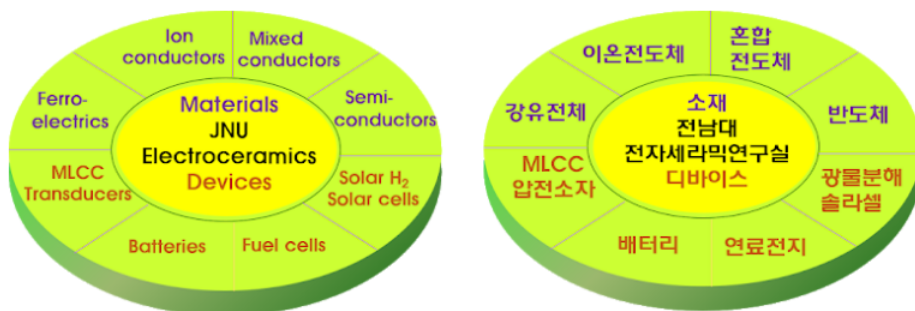 Ion
conductors
Mixed
conductors
Ferro-
electrics
Materials
JNU
Electroceramics
Devices
Semi-
conductors
MLCC
Transducers
Solar H₂
Solar cells
Batteries
Fuel cells
이온전도체
혼합
전도체
강유전체
소재
전남대
전자세라믹연구실
디바이스
반도체
MLCC
압전소자
광물분해
솔라셀
배터리
연료전지